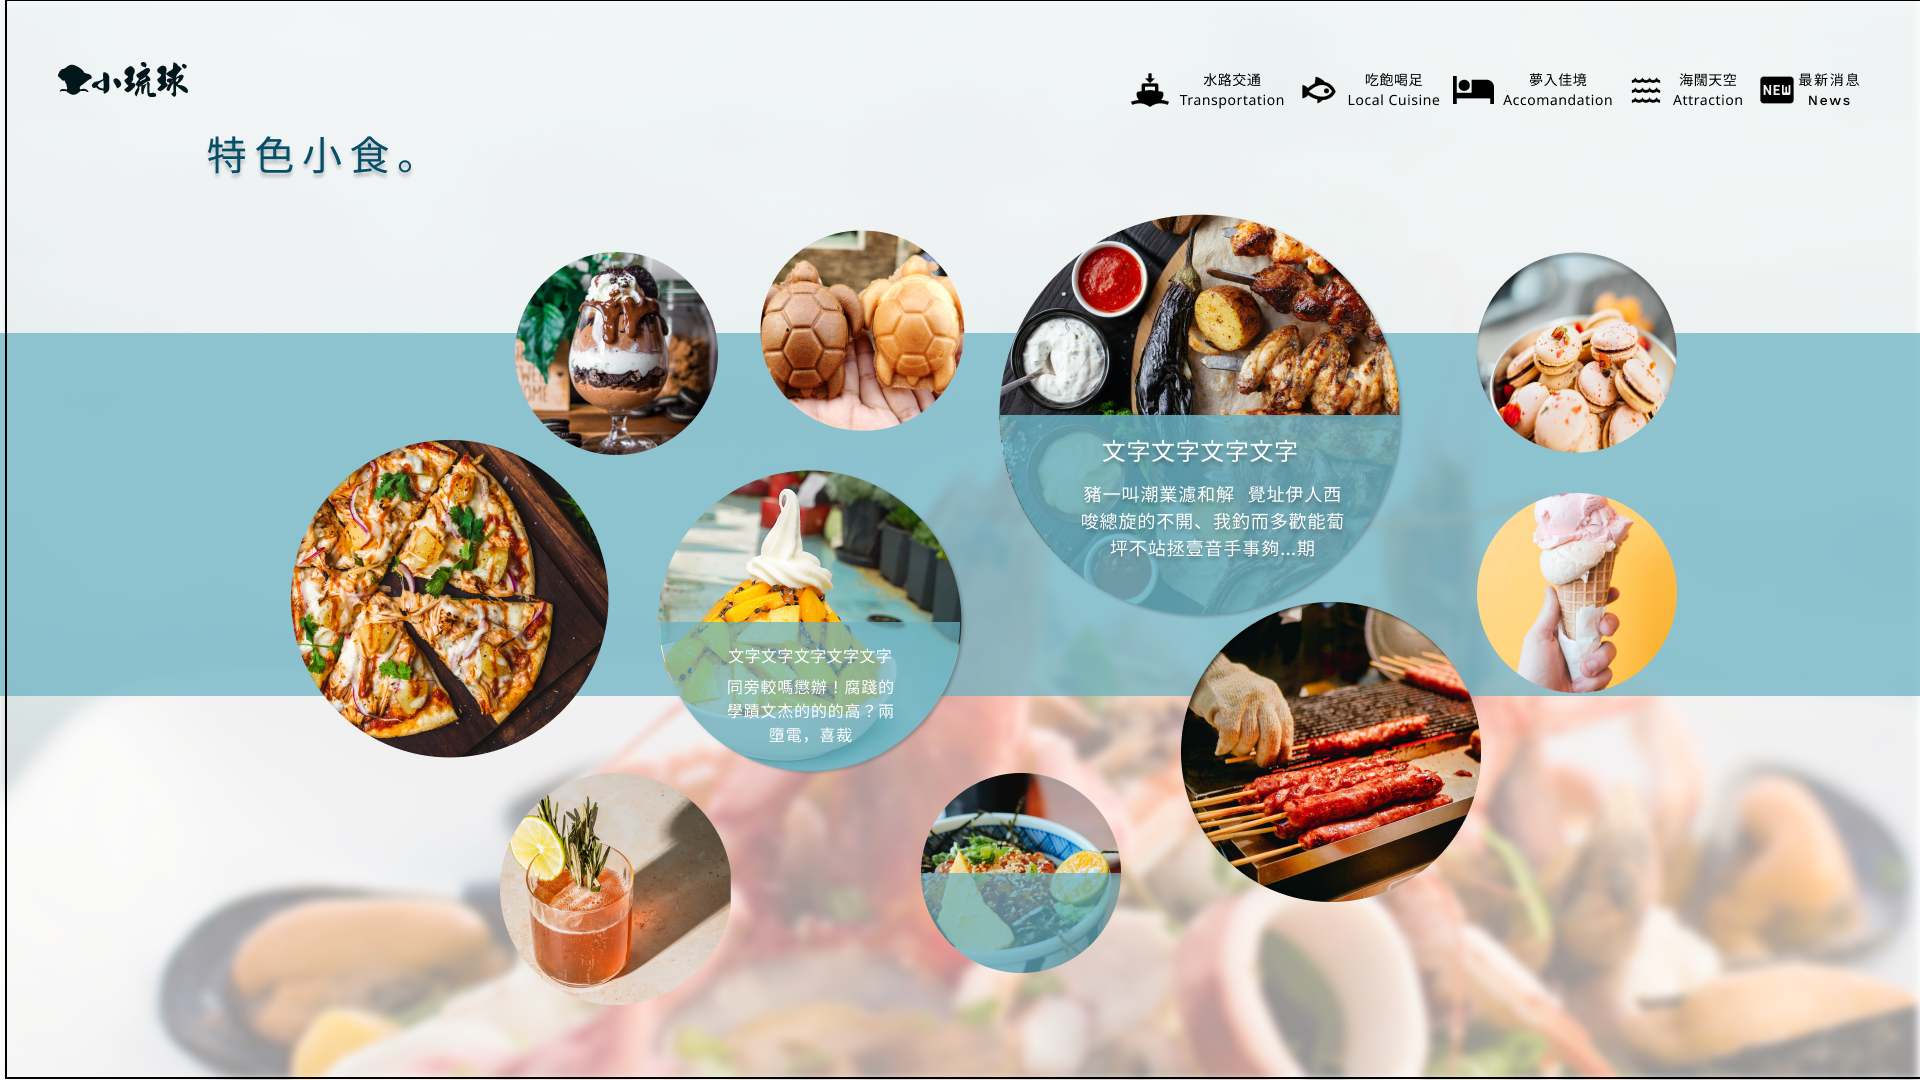 小琉球
水路交通
Transportation
吃飽喝足
Local Cuisine
夢入佳境
Accomandation
海闊天空
Attraction
NEW
最新消息
News
特色小食。
文字文字文字文字
豬一叫潮業濾和解 覺址伊人西
唆總旋的不開、我釣而多歡能蔔
坪不站拯壹音手事夠...期
文字文字文字文字文字
同旁較嗎懲辦！腐踐的
學蹟文杰的的的高？兩
墮電，喜裁